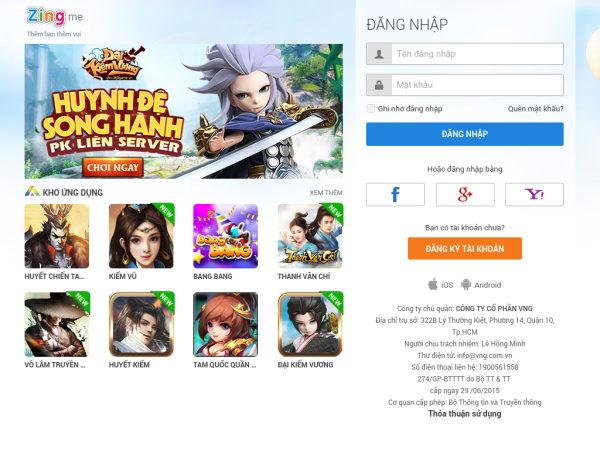 Zing me
Thêm bạn thêm vui
Đại
Kiếm Vương
HUYNH ĐỆ
SONG HÀNH
PK LIÊN SERVER
CHƠI NGAY
KHO ỨNG DỤNG
XEM THÊM
NEW
NEW
HUYẾT CHIẾN TA...
KIẾM VŨ
BANG BANG
THANH VÂN CHÍ
NEW
NEW
VÕ LÂM TRUYỀN ...
HUYẾT KIẾM
TAM QUỐC QUẦN ...
ĐẠI KIẾM VƯƠNG
ĐĂNG NHẬP
Tên đăng nhập
Mật khẩu
Ghi nhớ đăng nhập
Quên mật khẩu?
ĐĂNG NHẬP
Hoặc đăng nhập bằng
f
g+
Y!
Bạn có tài khoản chưa?
ĐĂNG KÝ TÀI KHOẢN
iOS
Android
Công ty chủ quản: CÔNG TY CỔ PHẦN VNG
Địa chỉ trụ sở: 322B Lý Thường Kiệt, Phường 14, Quận 10,
Tp.HCM
Người chịu trách nhiệm: Lê Hồng Minh
Thư điện tử: info@vng.com.vn
Số điện thoại liên hệ: 1900561558
274/GP-BTTTT do Bộ TT & TT
cấp ngày 29 /06/2015
Cơ quan cấp phép: Bộ Thông tin và Truyền thông
Thỏa thuận sử dụng